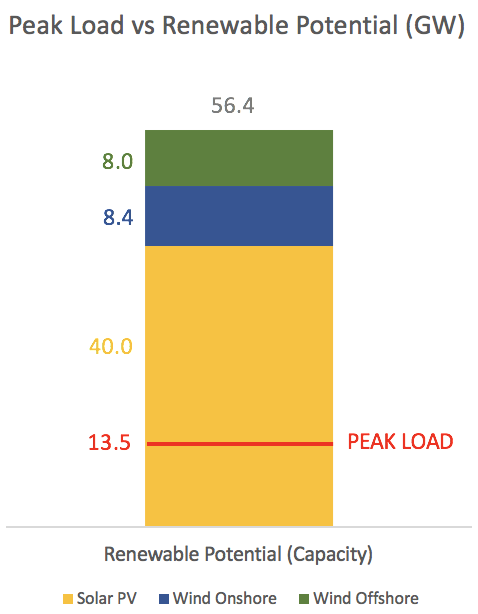 Peak Load vs Renewable Potential (GW)
56.4
8.0
8.4
40.0
13.5 PEAK LOAD
Renewable Potential (Capacity)
Solar PV Wind Onshore Wind Offshore